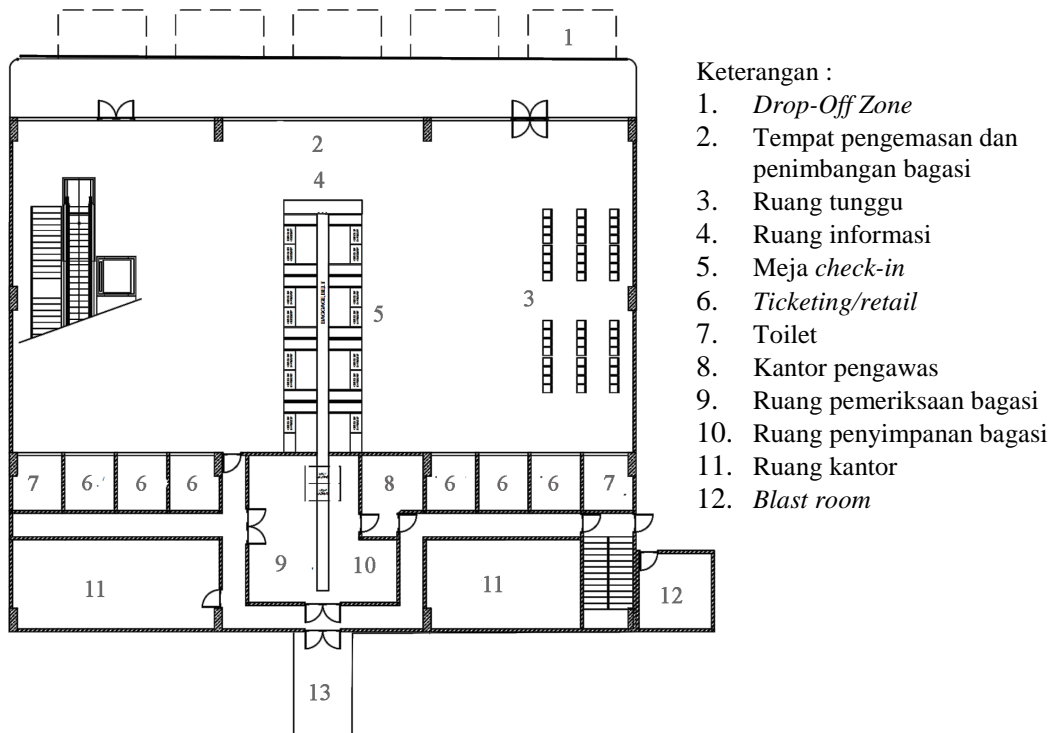 1
2
4
BAGGAGE BELT
3
5
7 6 6 6 8 6 6 6 7
9 10
11 11 12
13
Keterangan :
1. Drop-Off Zone
2. Tempat pengemasan dan
penimbangan bagasi
3. Ruang tunggu
4. Ruang informasi
5. Meja check-in
6. Ticketing/retail
7. Toilet
8. Kantor pengawas
9. Ruang pemeriksaan bagasi
10. Ruang penyimpanan bagasi
11. Ruang kantor
12. Blast room